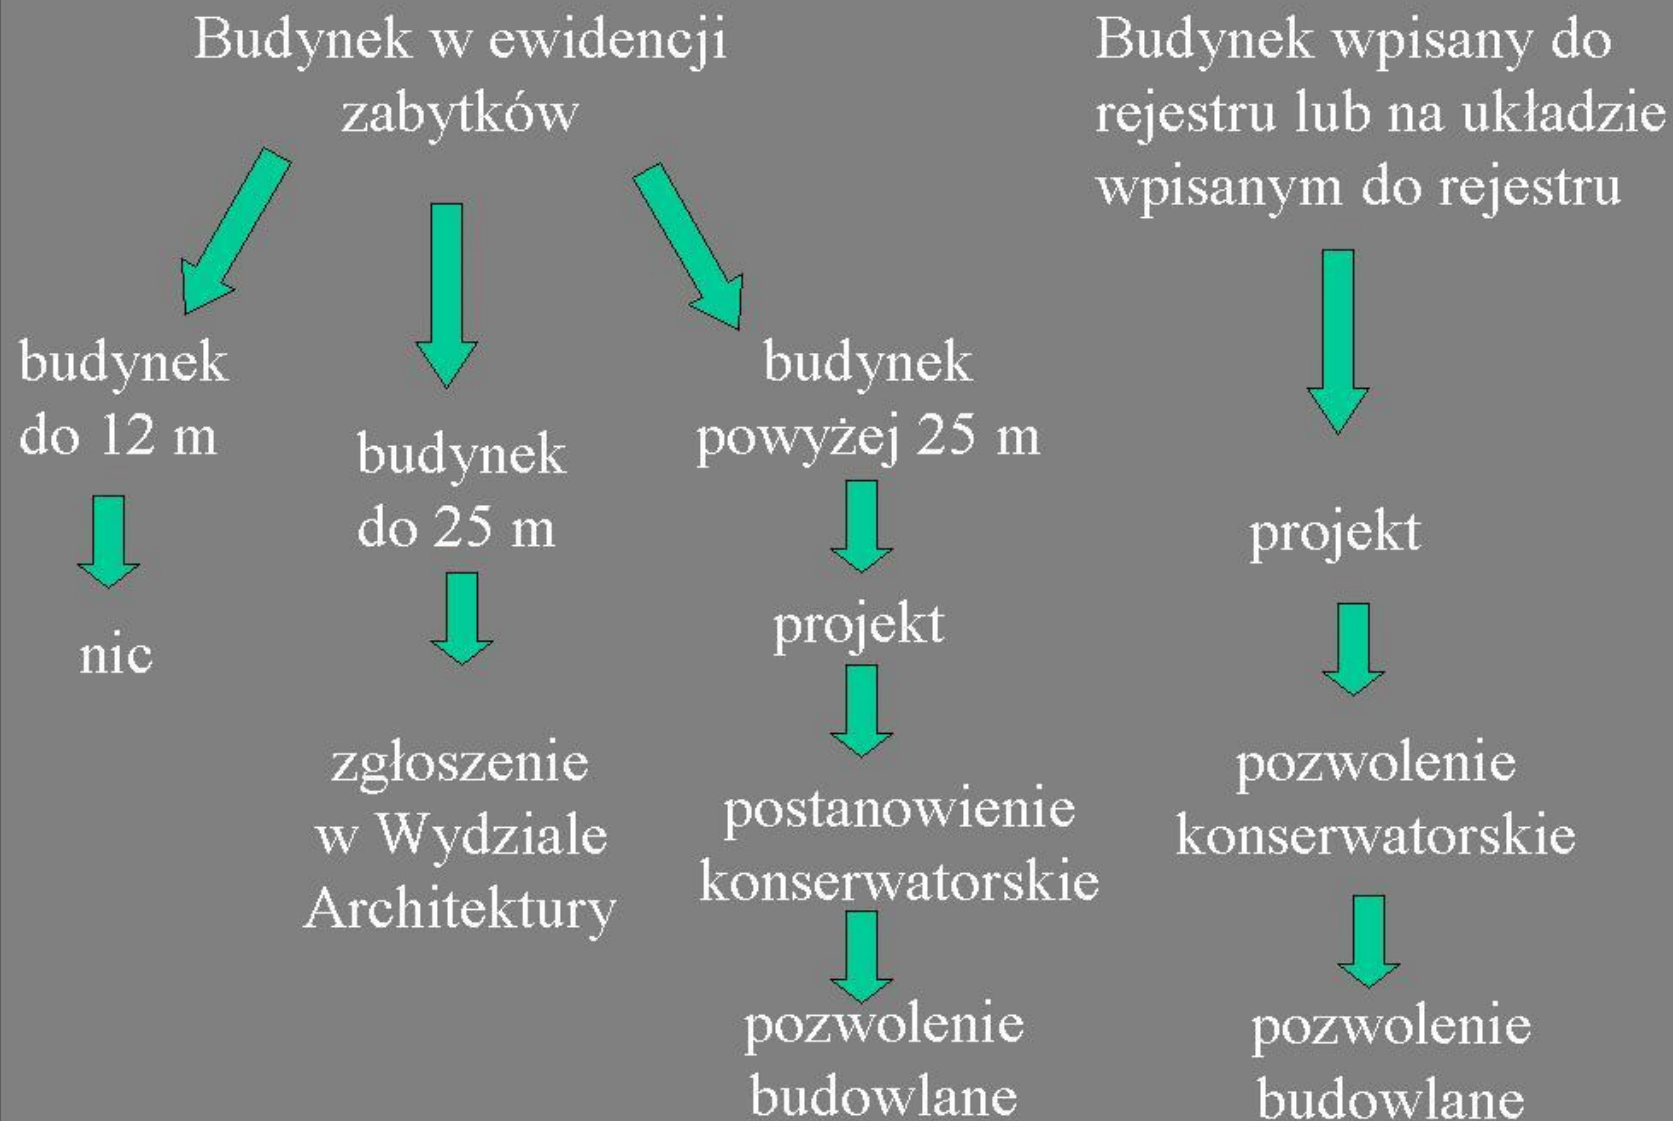 Budynek w ewidencji
zabytków
budynek
do 12 m
nic
budynek
do 25 m
zgłoszenie
w Wydziale
Architektury
budynek
powyżej 25 m
projekt
postanowienie
konserwatorskie
pozwolenie
budowlane
Budynek wpisany do
rejestru lub na układzie
wpisanym do rejestru
projekt
pozwolenie
konserwatorskie
pozwolenie
budowlane